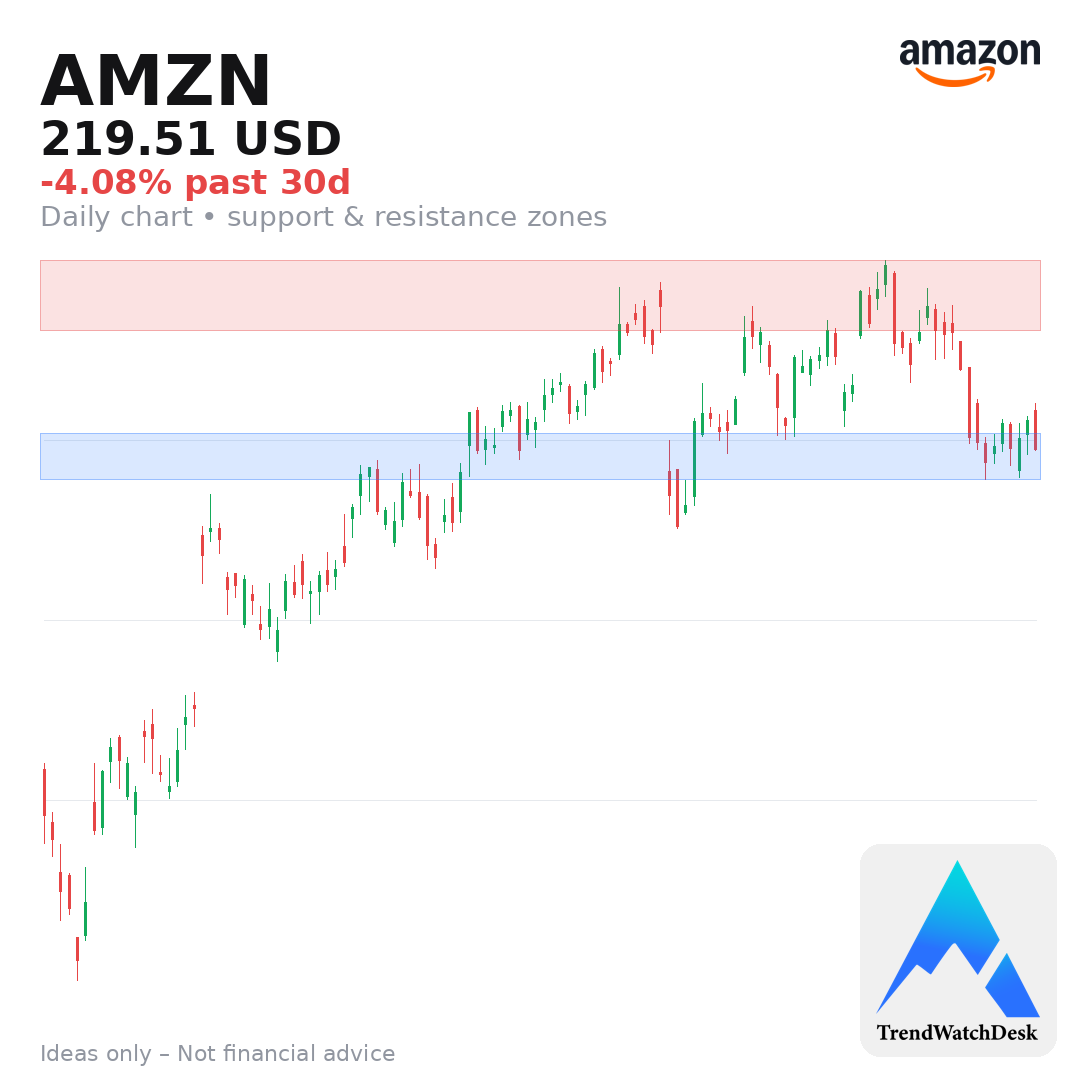 AMZN
amazon
219.51 USD
-4.08% past 30d
Daily chart • support & resistance zones
TrendWatchDesk
Ideas only – Not financial advice